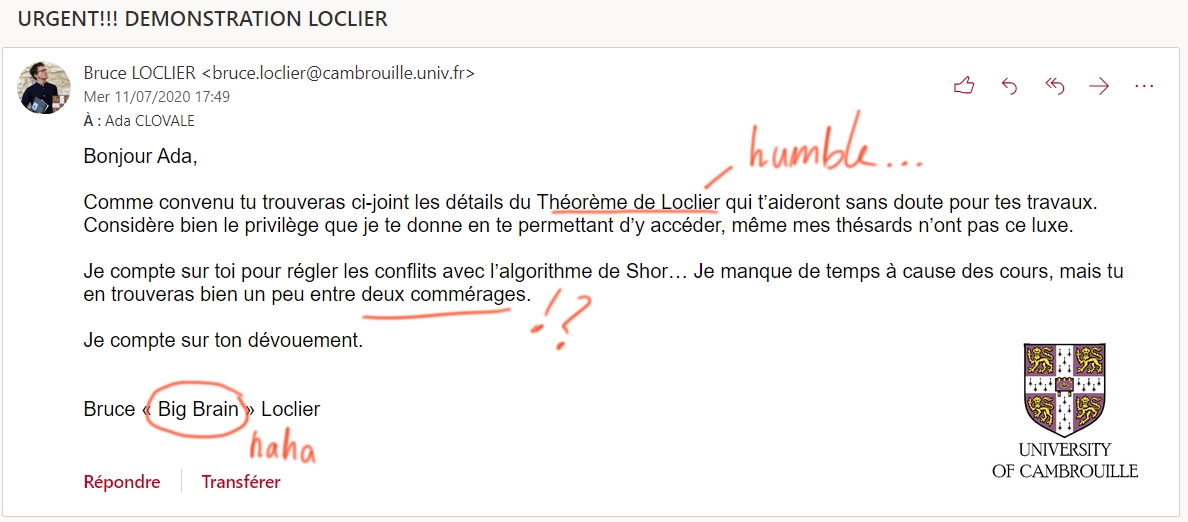 URGENT!!! DEMONSTRATION LOCLIER
Bruce LOCLIER <bruce.loclier@cambrouille.univ.fr>
Mer 11/07/2020 17:49
À : Ada CLOVALE
Bonjour Ada,
humble...
Comme convenu tu trouveras ci-joint les détails du Théorème de Loclier qui t’aideront sans doute pour tes travaux.
Considère bien le privilège que je te donne en te permettant d’y accéder, même mes thésards n’ont pas ce luxe.
Je compte sur toi pour régler les conflits avec l’algorithme de Shor… Je manque de temps à cause des cours, mais tu
en trouveras bien un peu entre deux commérages.
!?
Je compte sur ton dévouement.
Bruce « Big Brain » Loclier
haha
UNIVERSITY
OF CAMBROUILLE
Répondre
Transférer